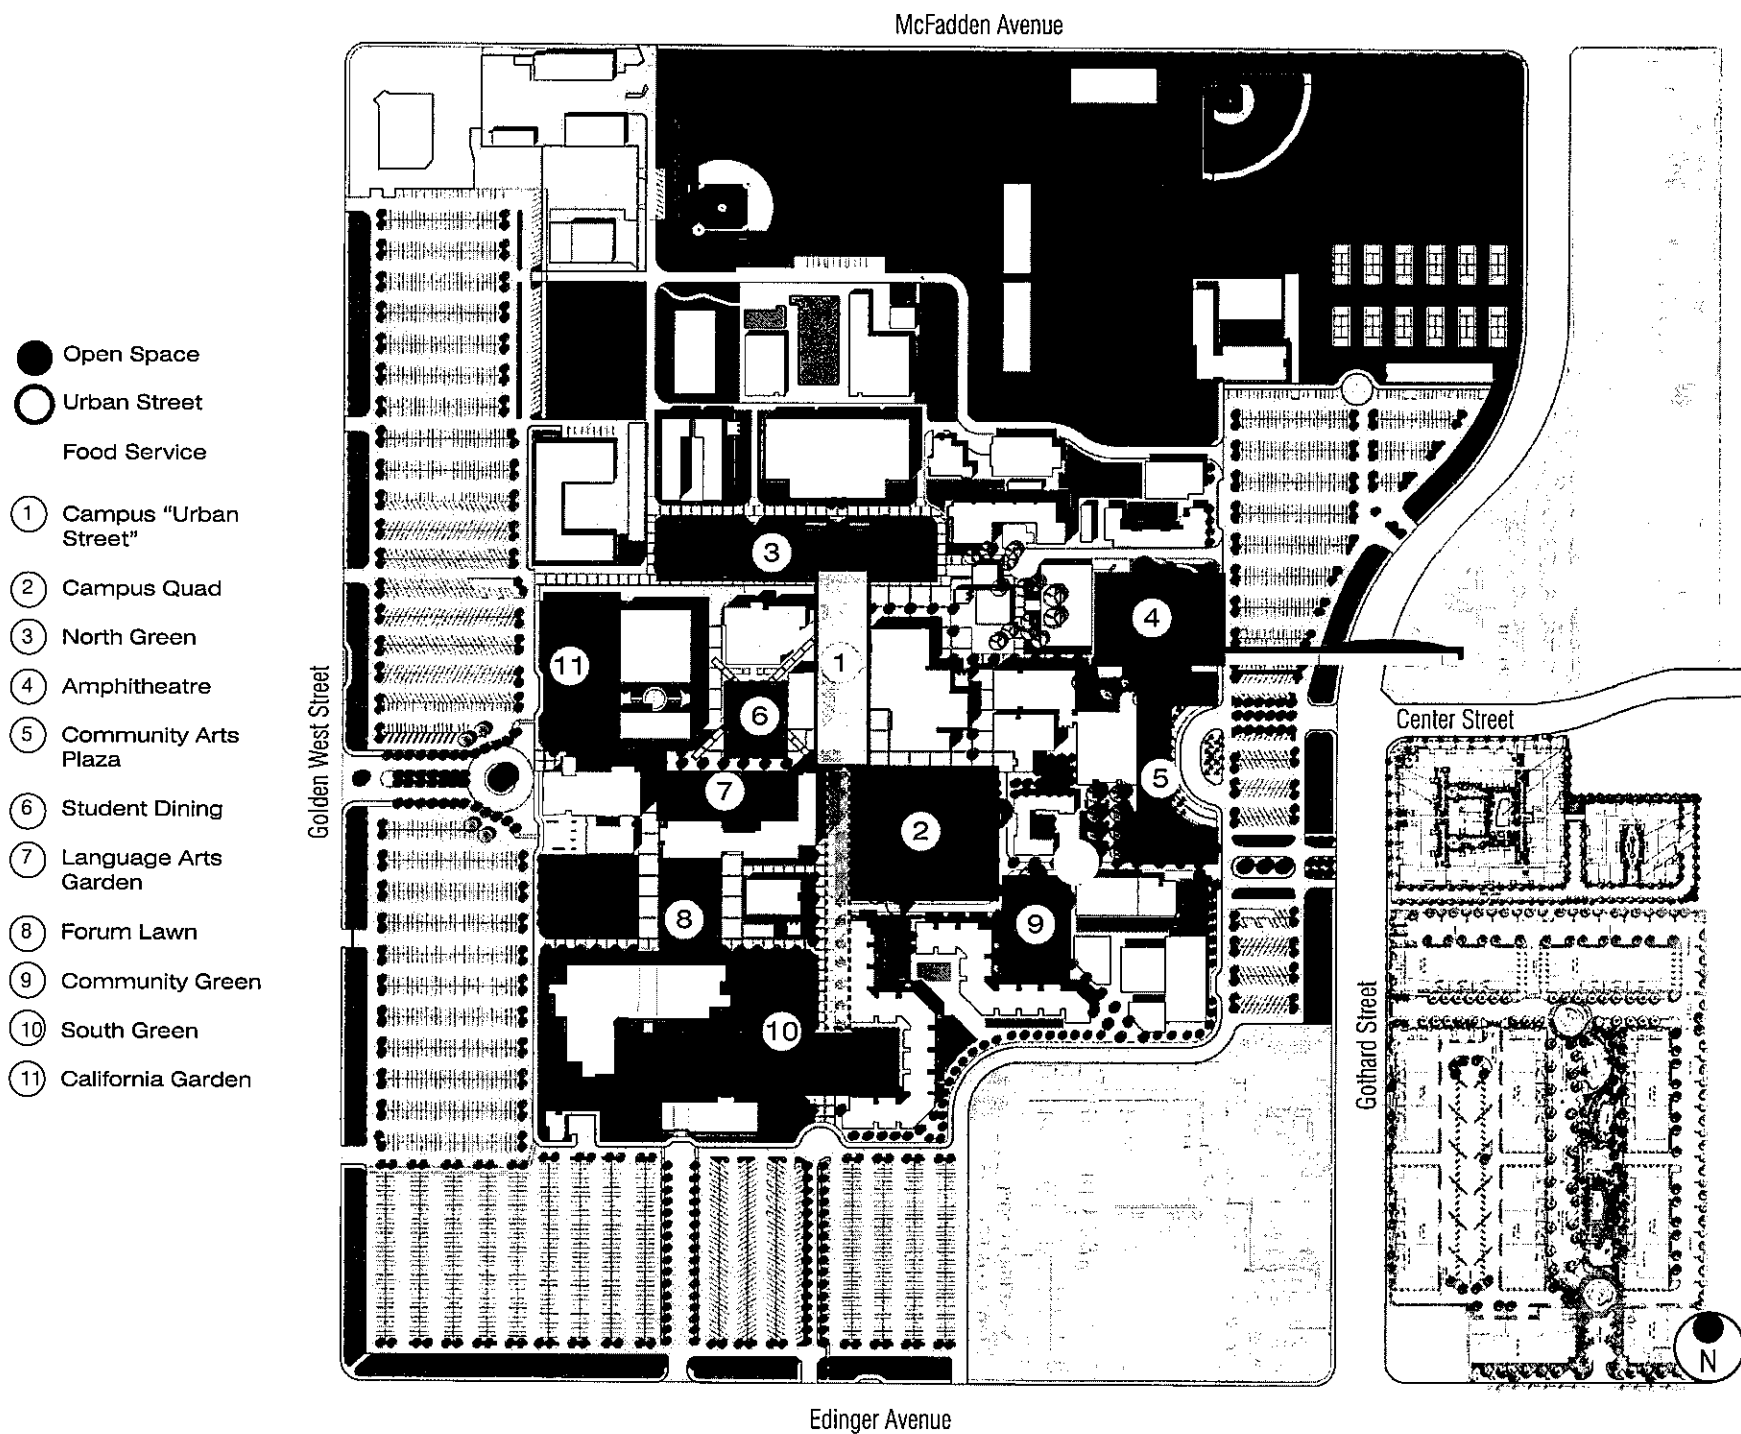 McFadden Avenue
Open Space
Urban Street
Food Service
1 Campus “Urban
Street”
2 Campus Quad
3 North Green
4 Amphitheatre
5 Community Arts
Plaza
6 Student Dining
7 Language Arts
Garden
8 Forum Lawn
9 Community Green
10 South Green
11 California Garden
Golden West Street
3
4
11
1
6
5
7
2
8
9
10
Center Street
Gothard Street
N
Edinger Avenue